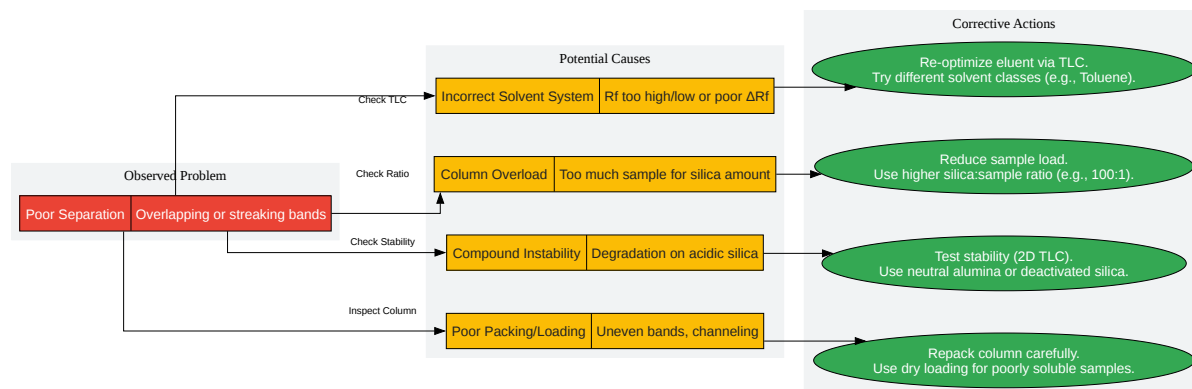 Corrective Actions
Re-optimize eluent via TLC.
Try different solvent classes (e.g., Toluene).
Potential Causes
Incorrect Solvent System
Rf too high/low or poor ΔRf
Check TLC
Reduce sample load.
Use higher silica:sample ratio (e.g., 100:1).
Column Overload
Too much sample for silica amount
Check Ratio
Observed Problem
Poor Separation
Overlapping or streaking bands
Check Stability
Compound Instability
Degradation on acidic silica
Test stability (2D TLC).
Use neutral alumina or deactivated silica.
Inspect Column
Poor Packing/Loading
Uneven bands, channeling
Repack column carefully.
Use dry loading for poorly soluble samples.